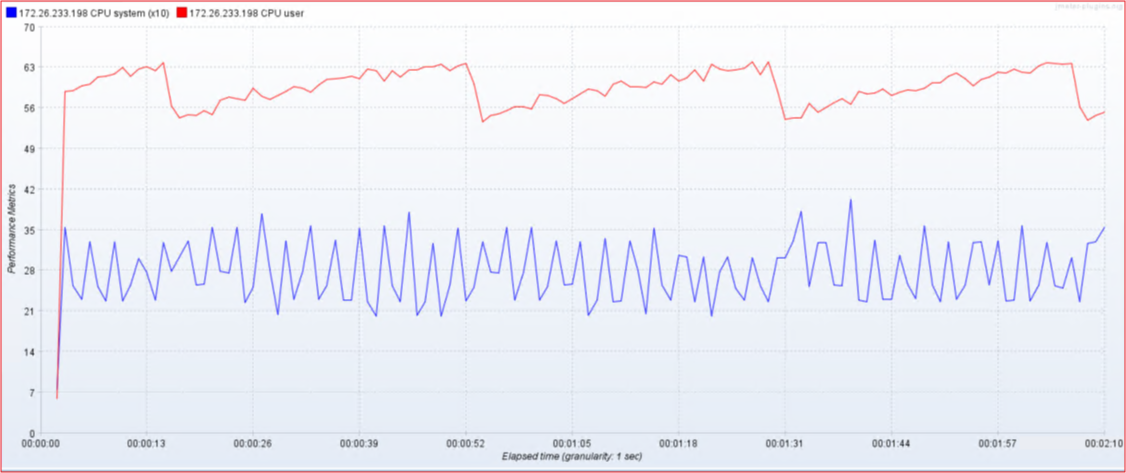 172.26.233.198 CPU system (x10) 172.26.233.198 CPU user
jmeter-plugins.org
70
63
56
49
42
35
28
21
14
7
0
Performance Metrics
00:00:00 00:00:13 00:00:26 00:00:39 00:00:52 00:01:05 00:01:18 00:01:31 00:01:44 00:01:57 00:02:10
Elapsed time (granularity: 1 sec)